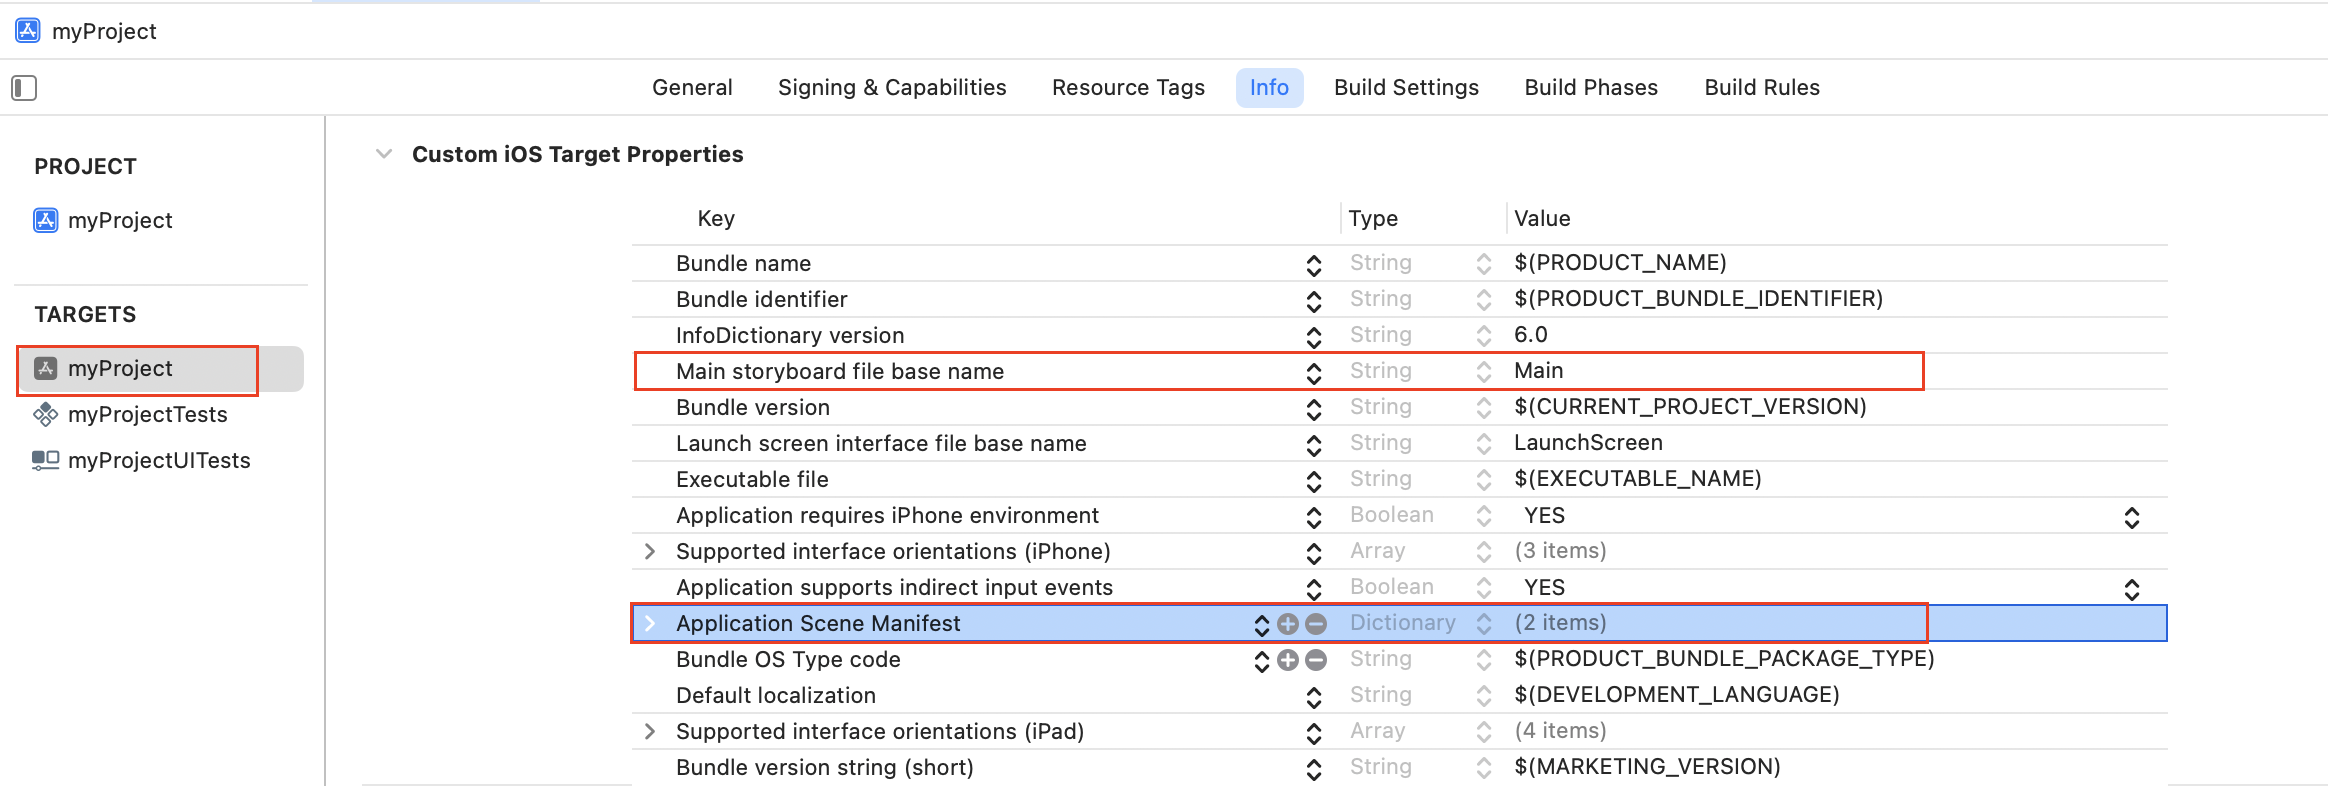 myProject
General Signing & Capabilities Resource Tags Info Build Settings Build Phases Build Rules
PROJECT
myProject
TARGETS
myProject
myProjectTests
myProjectUITests
Custom iOS Target Properties
Key Type Value
Bundle name String $(PRODUCT_NAME)
Bundle identifier String $(PRODUCT_BUNDLE_IDENTIFIER)
InfoDictionary version String 6.0
Main storyboard file base name String Main
Bundle version String $(CURRENT_PROJECT_VERSION)
Launch screen interface file base name String LaunchScreen
Executable file String $(EXECUTABLE_NAME)
Application requires iPhone environment Boolean YES
Supported interface orientations (iPhone) Array (3 items)
Application supports indirect input events Boolean YES
Application Scene Manifest Dictionary (2 items)
Bundle OS Type code String $(PRODUCT_BUNDLE_PACKAGE_TYPE)
Default localization String $(DEVELOPMENT_LANGUAGE)
Supported interface orientations (iPad) Array (4 items)
Bundle version string (short) String $(MARKETING_VERSION)